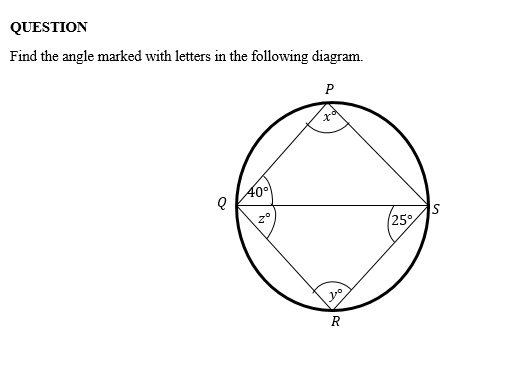 QUESTION
Find the angle marked with letters in the following diagram.
P
x°
40°
Q
S
z°
25°
y°
R